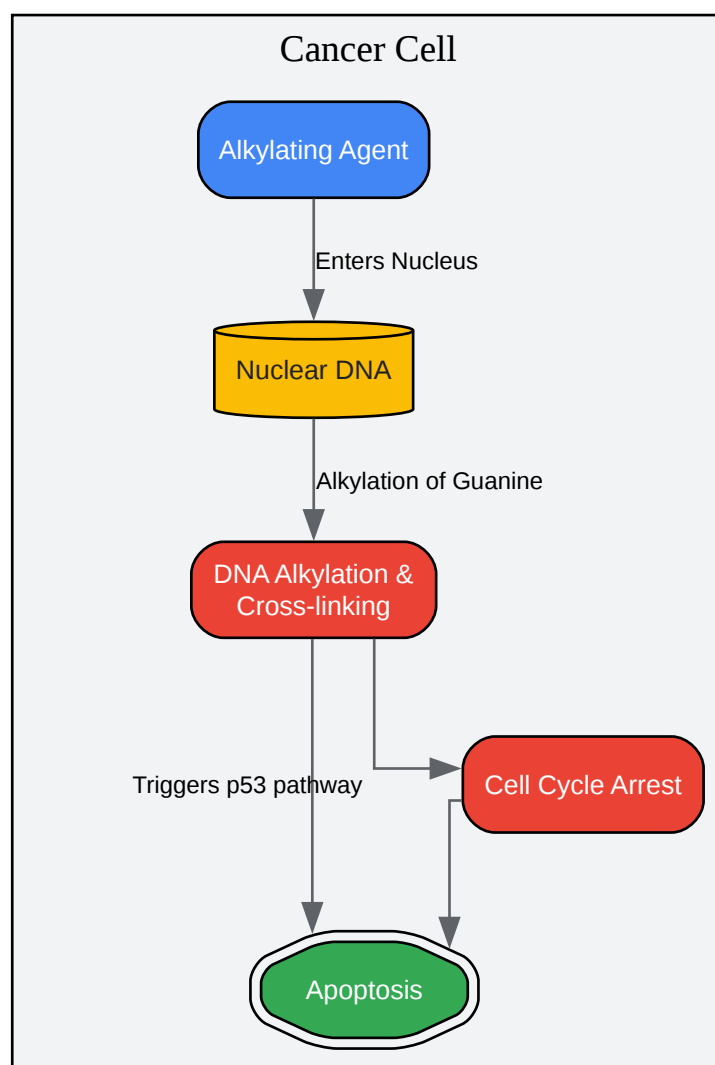 Cancer Cell
Alkylating Agent
Enters Nucleus
Nuclear DNA
Alkylation of Guanine
DNA Alkylation &
Cross-linking
Triggers p53 pathway
Cell Cycle Arrest
Apoptosis